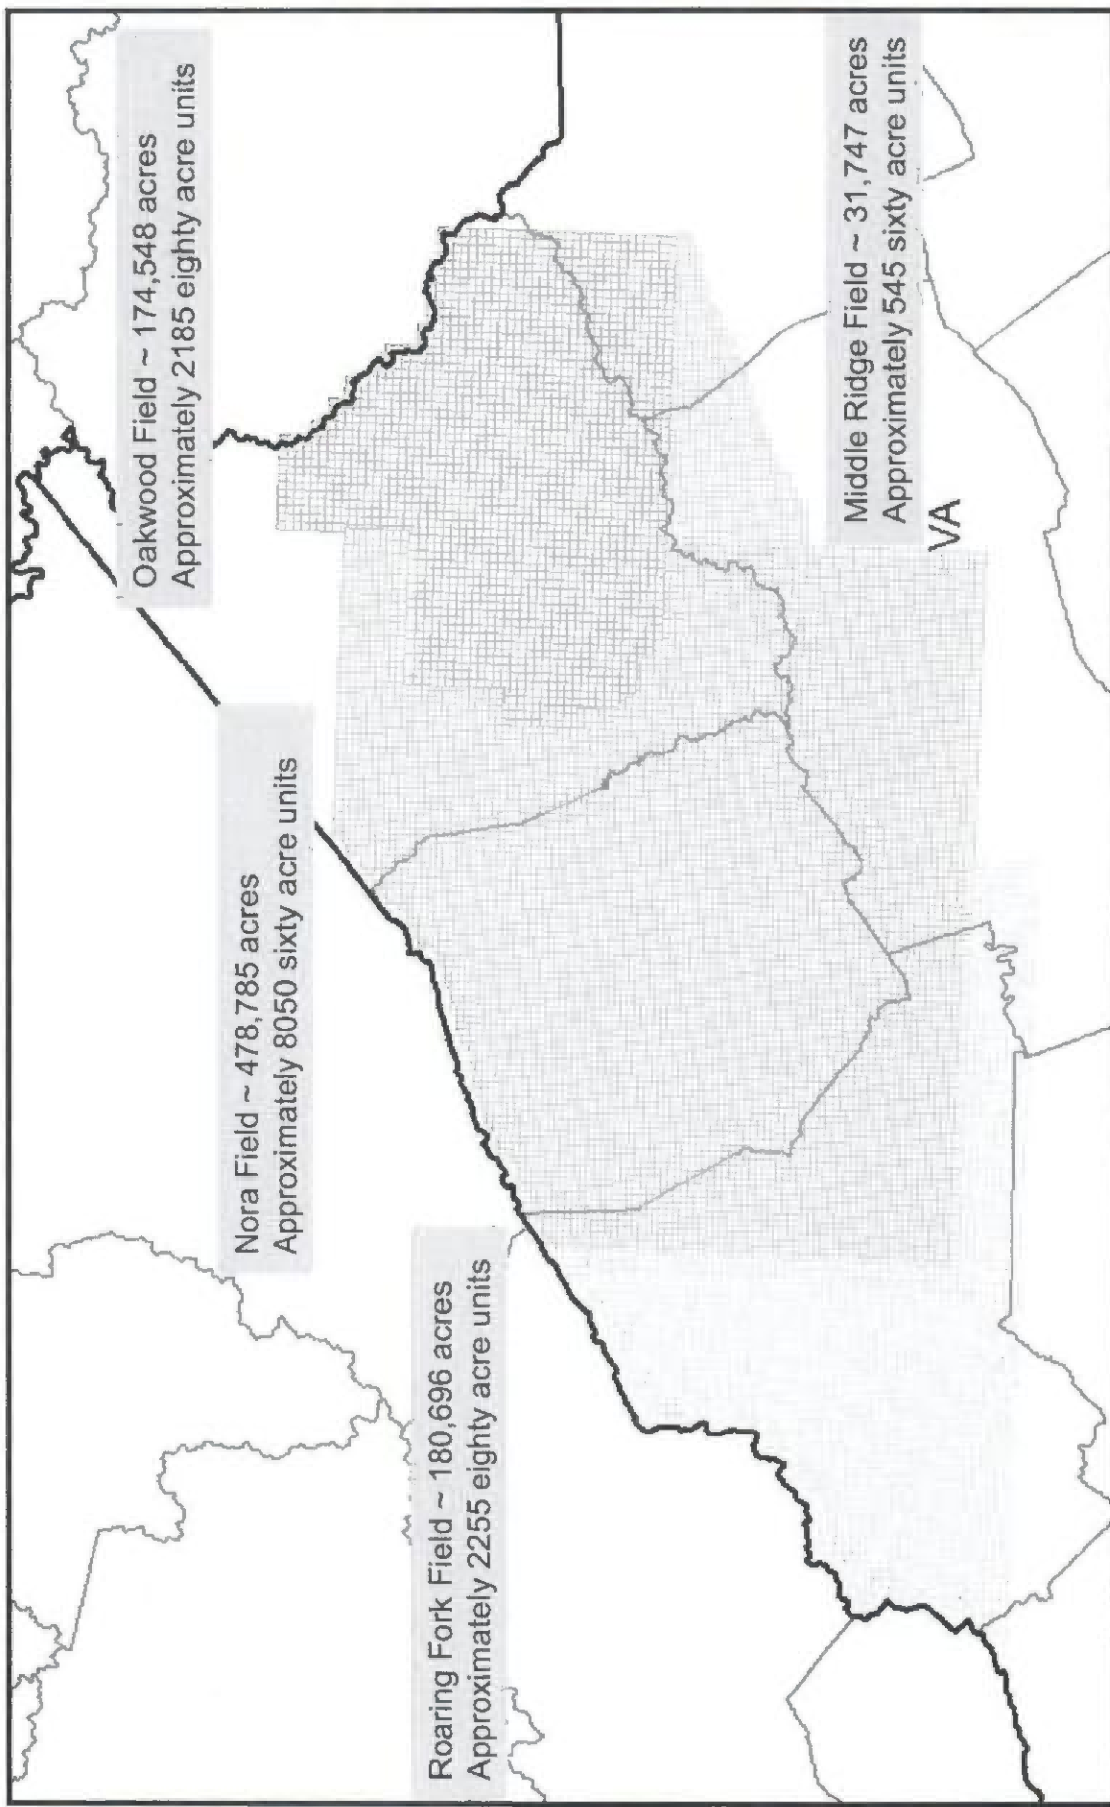 Oakwood Field ~ 174,548 acres
Approximately 2185 eighty acre units
Nora Field ~ 478,785 acres
Approximately 8050 sixty acre units
Roaring Fork Field ~ 180,696 acres
Approximately 2255 eighty acre units
Middle Ridge Field ~ 31,747 acres
Approximately 545 sixty acre units
VA